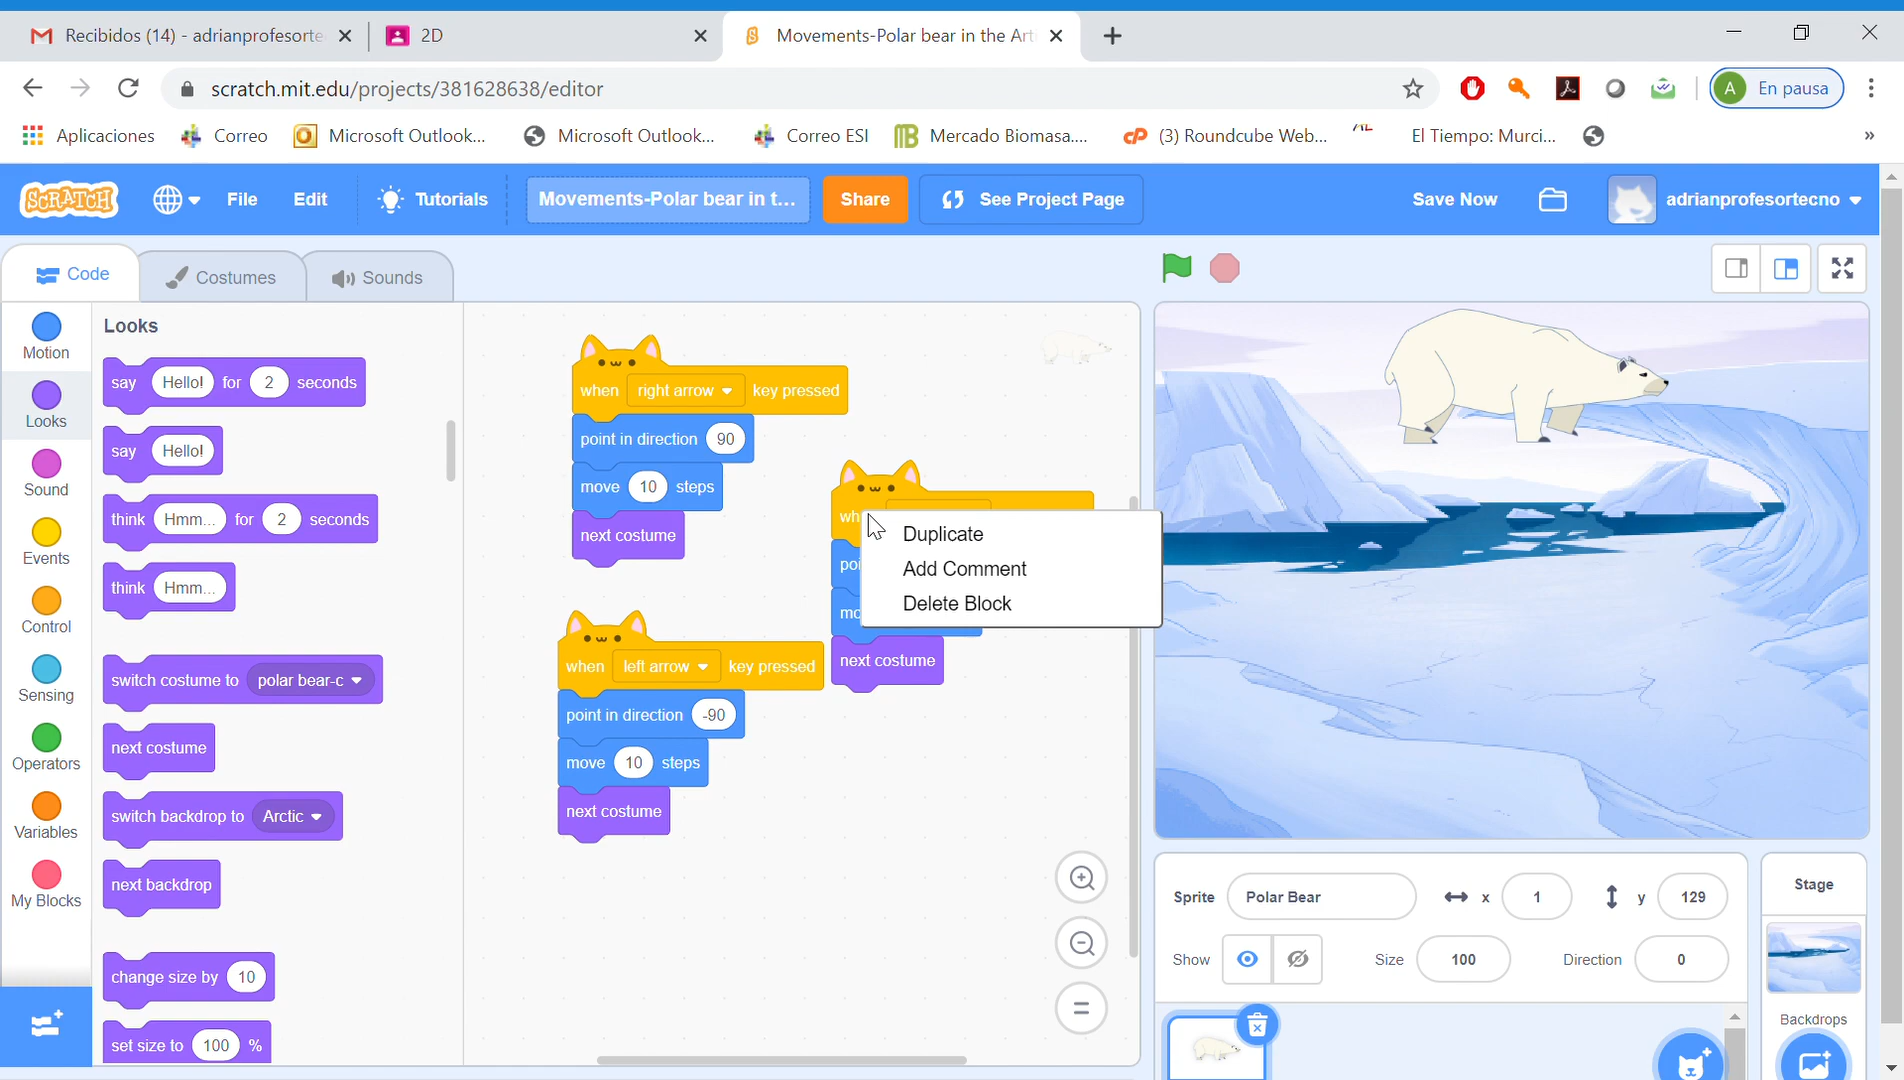 Recibidos (14) - adrianprofesorte
2D
Movements-Polar bear in the Art
scratch.mit.edu/projects/381628638/editor
A En pausa
Aplicaciones
Correo
Microsoft Outlook...
Microsoft Outlook...
Correo ESI
Mercado Biomasa....
(3) Roundcube Web...
El Tiempo: Murci...
»
SCRATCH
File
Edit
Tutorials
Movements-Polar bear in t...
Share
See Project Page
Save Now
adrianprofesortecno
Code
Costumes
Sounds
Motion
Looks
Sound
Events
Control
Sensing
Operators
Variables
My Blocks
Looks
say Hello! for 2 seconds
say Hello!
think Hmm... for 2 seconds
think Hmm...
switch costume to polar bear-c
next costume
switch backdrop to Arctic
next backdrop
change size by 10
set size to 100 %
when right arrow key pressed
point in direction 90
move 10 steps
next costume
when left arrow key pressed
point in direction -90
move 10 steps
next costume
next costume
Duplicate
Add Comment
Delete Block
Sprite Polar Bear x 1 y 129
Show Size 100 Direction 0
Stage
Backdrops